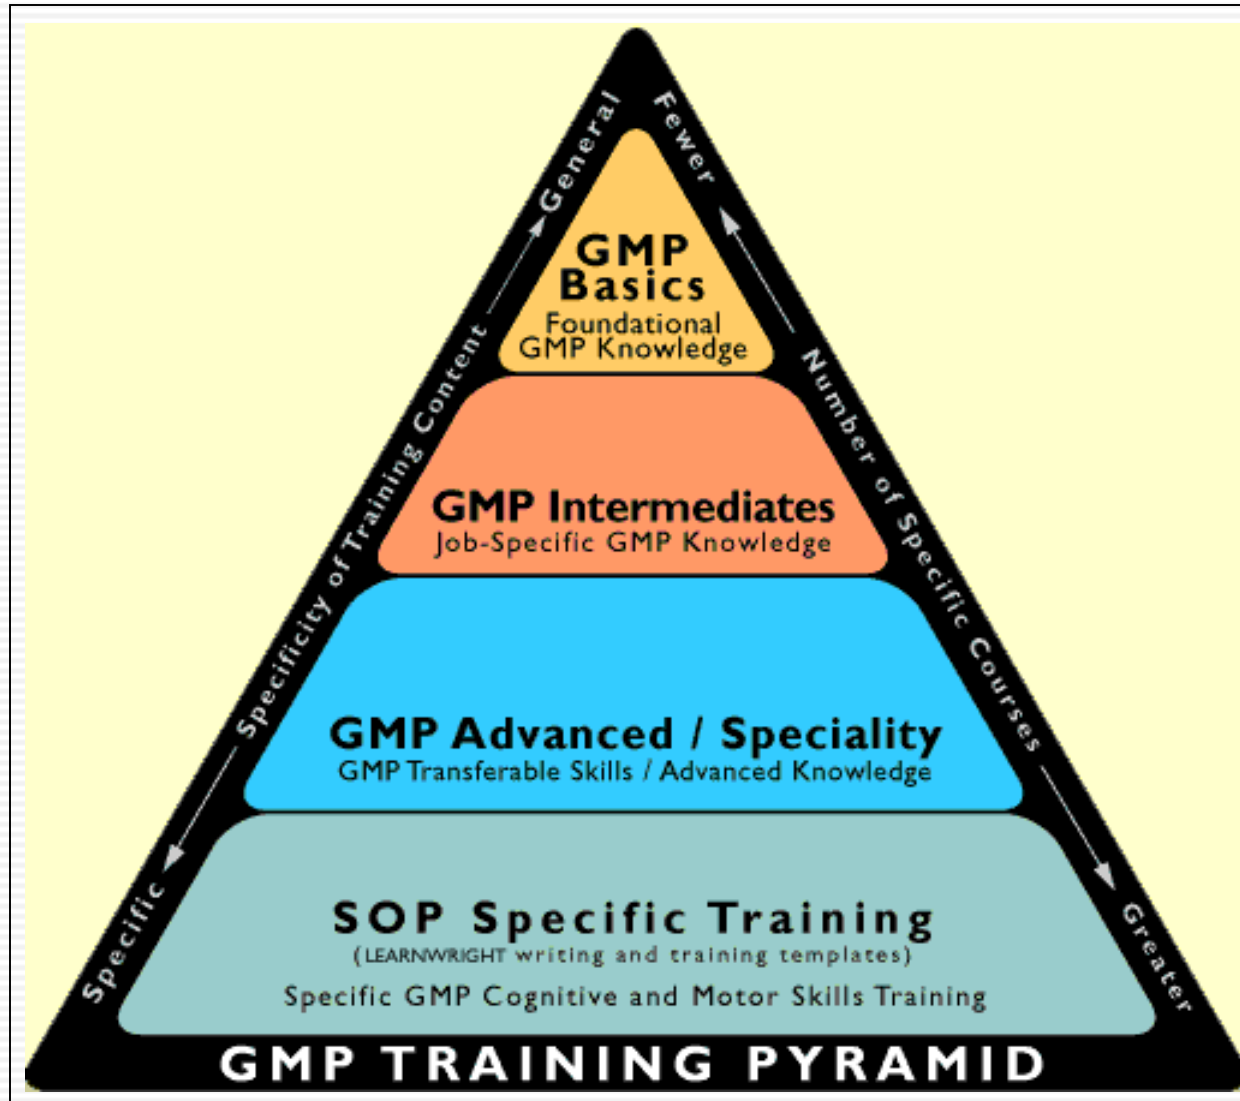 General
Fewer
GMP
Basics
Foundational
GMP Knowledge
Specificity of Training Content
Number of Specific Courses
GMP Intermediates
Job-Specific GMP Knowledge
GMP Advanced / Speciality
GMP Transferable Skills / Advanced Knowledge
Specific
Greater
SOP Specific Training
(LEARNWRIGHT writing and training templates)
Specific GMP Cognitive and Motor Skills Training
GMP TRAINING PYRAMID